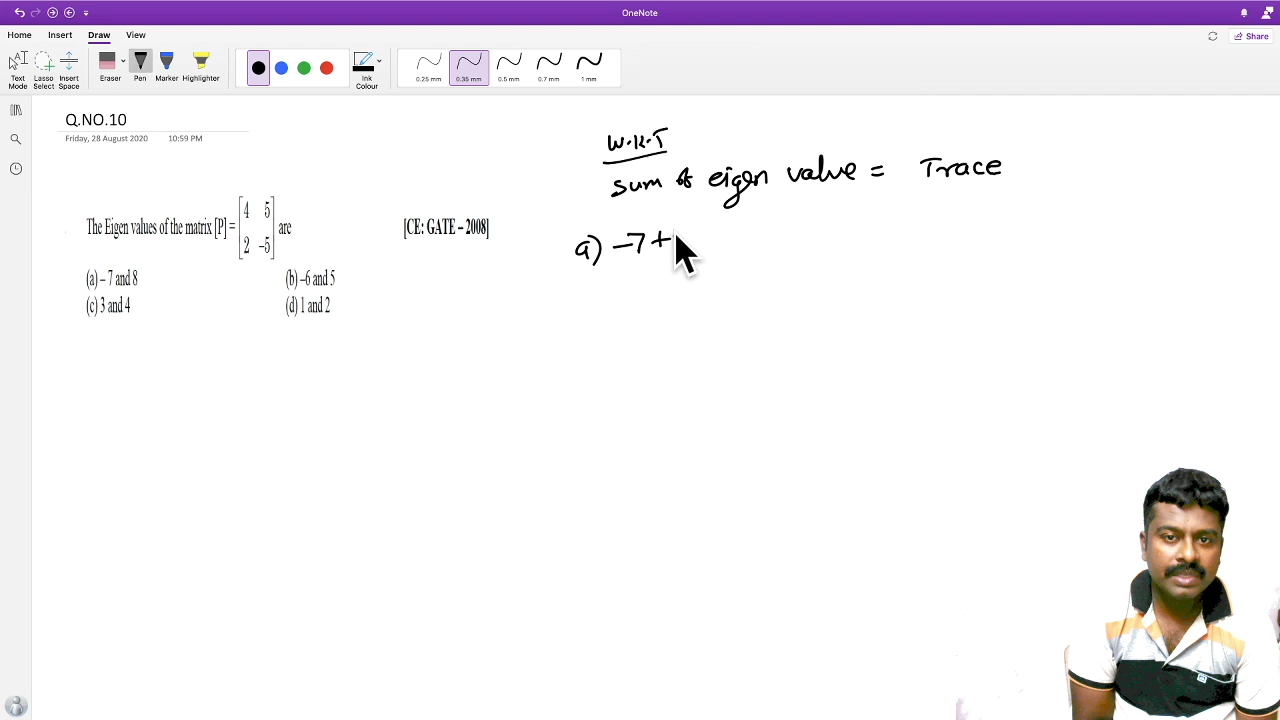 OneNote
Home Insert Draw View
Share
Text Mode
Lasso Select
Insert Space
Eraser
Pen
Marker
Highlighter
Ink Colour
0.25 mm
0.35 mm
0.5 mm
0.7 mm
1 mm
Q.NO.10
Friday, 28 August 2020 10:59 PM
The Eigen values of the matrix [P] = [4 5
2 –5] are [CE: GATE – 2008]
(a) – 7 and 8 (b) –6 and 5
(c) 3 and 4 (d) 1 and 2
W.K.T
sum of eigen value = Trace
a) –7+